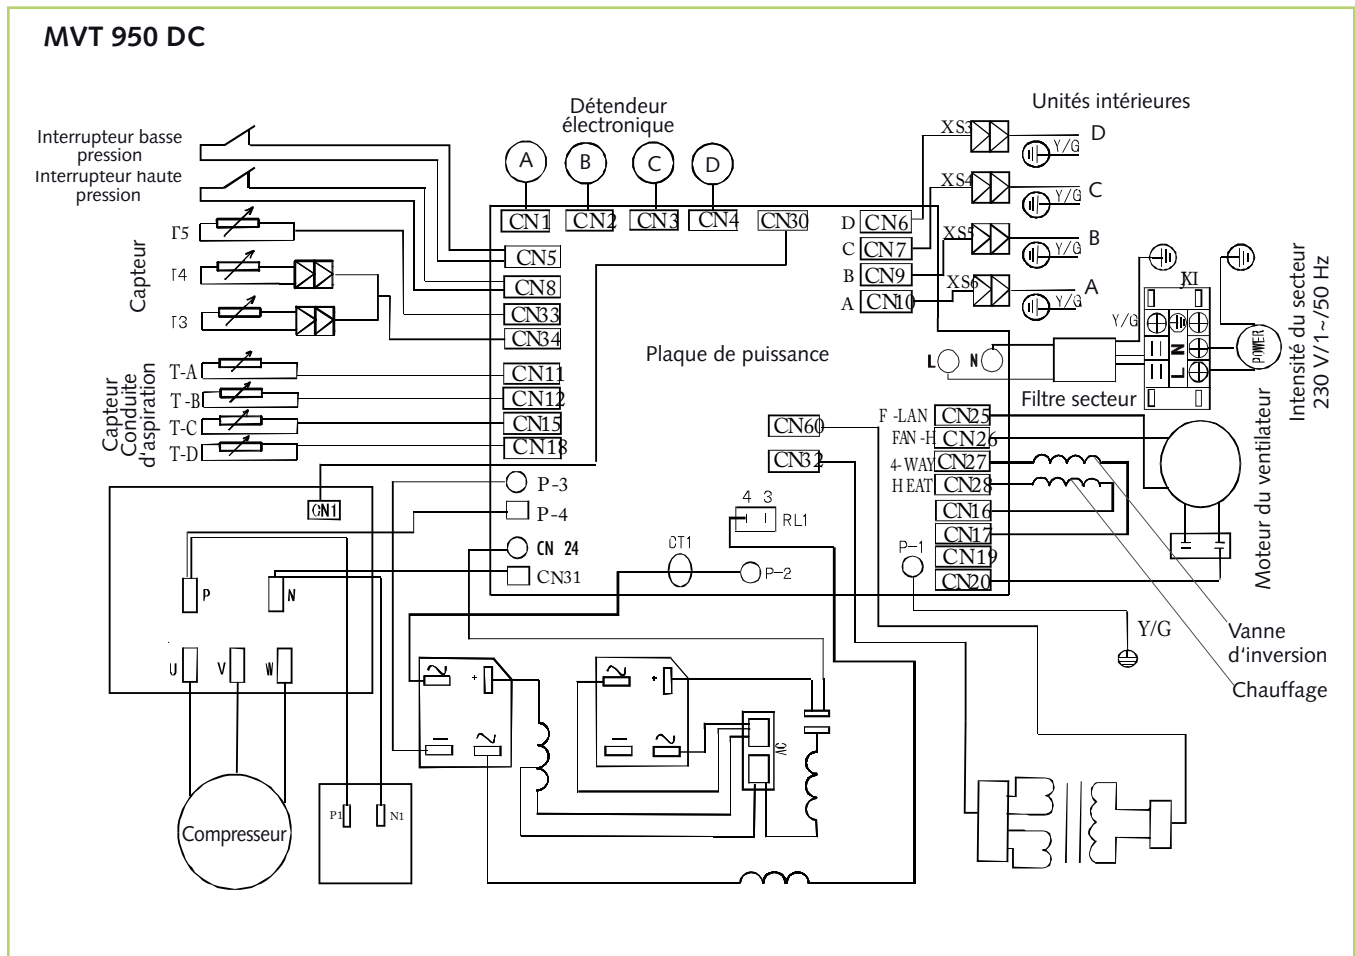 MVT 950 DC
Détendeur
électronique
Unités intérieures
Interrupteur basse
pression
Interrupteur haute
pression
A
B
C
D
CN1
CN2
CN3
CN4
CN30
XS3
D
Y/G
XS4
C
Y/G
XS5
B
Y/G
XS6
A
Y/G
D CN6
C CN7
B CN9
A CN10
CN5
CN8
CN33
CN34
CN11
CN12
CN15
CN18
Capteur
T5
T4
T3
Capteur
Conduite
d'aspiration
T-A
T-B
T-C
T-D
Plaque de puissance
L
N
Filtre secteur
Y/G
N
L
POWER
Intensité du secteur
230 V/1~/50 Hz
CN60
CN32
F-LAN CN25
FAN-H CN26
4-WAY CN27
HEAT CN28
CN16
CN17
CN19
CN20
Moteur du ventilateur
P-3
P-4
CN 24
CN31
4 3
RL1
CT1
P-2
P-1
Y/G
Vanne
d'inversion
Chauffage
CN1
P
N
U
V
W
Compresseur
P1
N1
+
+
AC